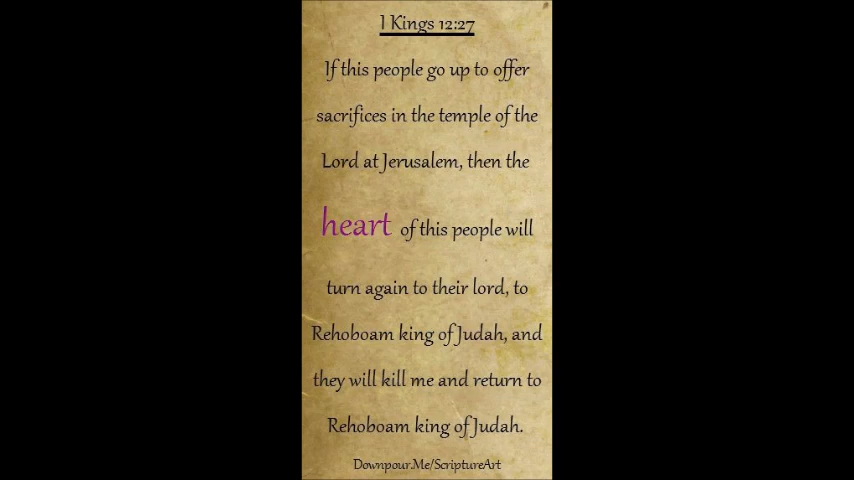 I Kings 12:27
If this people go up to offer
sacrifices in the temple of the
Lord at Jerusalem, then the
heart of this people will
turn again to their lord, to
Rehoboam king of Judah, and
they will kill me and return to
Rehoboam king of Judah.
Downpour.Me/ScriptureArt